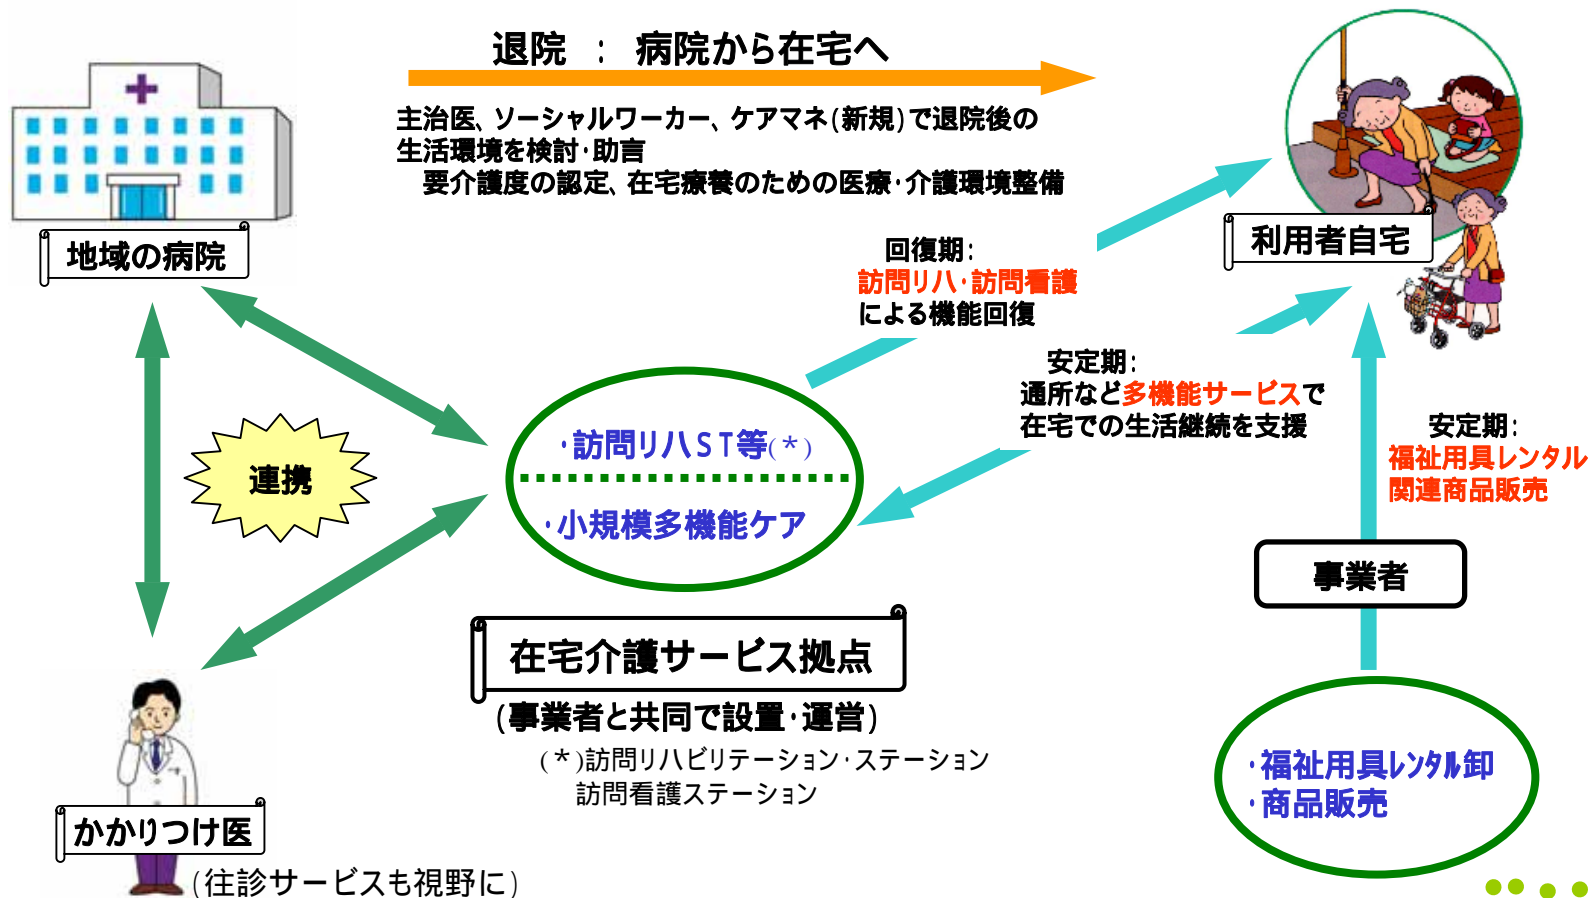 退院 ： 病院から在宅へ
主治医、ソーシャルワーカー、ケアマネ(新規)で退院後の
生活環境を検討・助言
要介護度の認定、在宅療養のための医療・介護環境整備
地域の病院
利用者自宅
回復期：
訪問リハ・訪問看護
による機能回復
安定期：
通所など多機能サービスで
在宅での生活継続を支援
安定期：
福祉用具レンタル
関連商品販売
連携
・訪問リハST等(*)
・小規模多機能ケア
事業者
在宅介護サービス拠点
(事業者と共同で設置・運営)
(*)訪問リハビリテーション・ステーション
訪問看護ステーション
・福祉用具ﾚﾝﾀﾙ卸
・商品販売
かかりつけ医
(往診サービスも視野に)